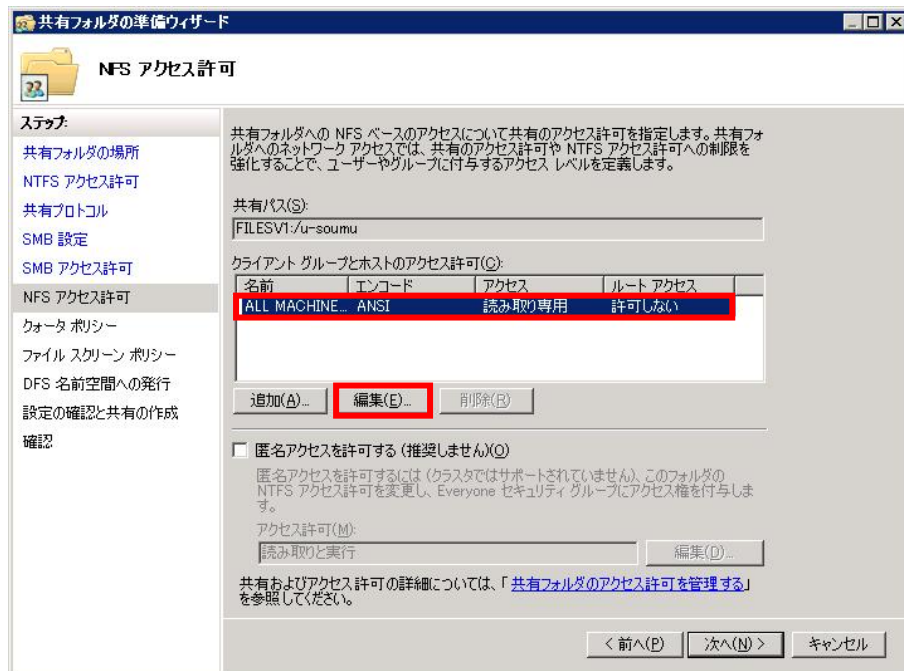 共有フォルダの準備ウィザード
NFS アクセス許可
ステップ:
共有フォルダの場所
NTFS アクセス許可
共有プロトコル
SMB 設定
SMB アクセス許可
NFS アクセス許可
クォータ ポリシー
ファイル スクリーン ポリシー
DFS 名前空間への発行
設定の確認と共有の作成
確認
共有フォルダへの NFS ベースのアクセスについて共有のアクセス許可を指定します。共有フォ
ルダへのネットワーク アクセスでは、共有のアクセス許可や NTFS アクセス許可への制限を
強化することで、ユーザーやグループに付与するアクセス レベルを定義します。
共有パス(S):
FILESV1:/u-soumu
クライアント グループとホストのアクセス許可(C):
名前 エンコード アクセス ルート アクセス
ALL MACHINE... ANSI 読み取り専用 許可しない
追加(A)... 編集(E)... 削除(R)
匿名アクセスを許可する (推奨しません)(O)
匿名アクセスを許可するには (クラスタではサポートされていません)、このフォルダの
NTFS アクセス許可を変更し、Everyone セキュリティ グループにアクセス権を付与しま
す。
アクセス許可(M):
読み取りと実行 編集(D)...
共有およびアクセス許可の詳細については、「共有フォルダのアクセス許可を管理する」
を参照してください。
< 前へ(P) 次へ(N) > キャンセル